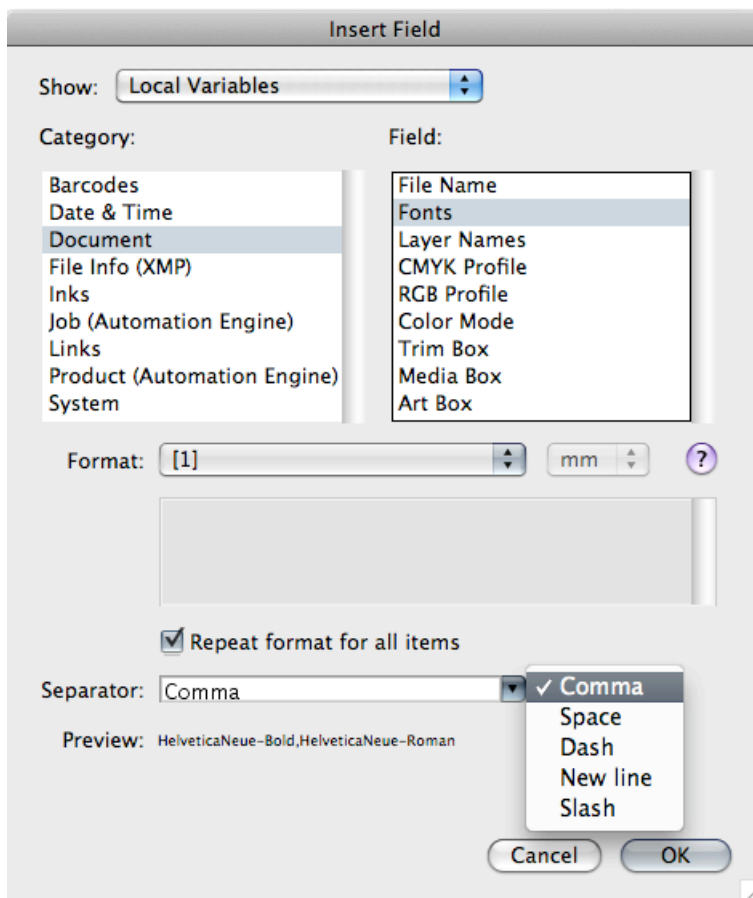 Insert Field
Show: Local Variables
Category:
Field:
Barcodes
Date & Time
Document
File Info (XMP)
Inks
Job (Automation Engine)
Links
Product (Automation Engine)
System
File Name
Fonts
Layer Names
CMYK Profile
RGB Profile
Color Mode
Trim Box
Media Box
Art Box
Format: [1] mm ?
Repeat format for all items
Separator: Comma
✓ Comma
Space
Dash
New line
Slash
Preview: HelveticaNeue-Bold,HelveticaNeue-Roman
Cancel OK